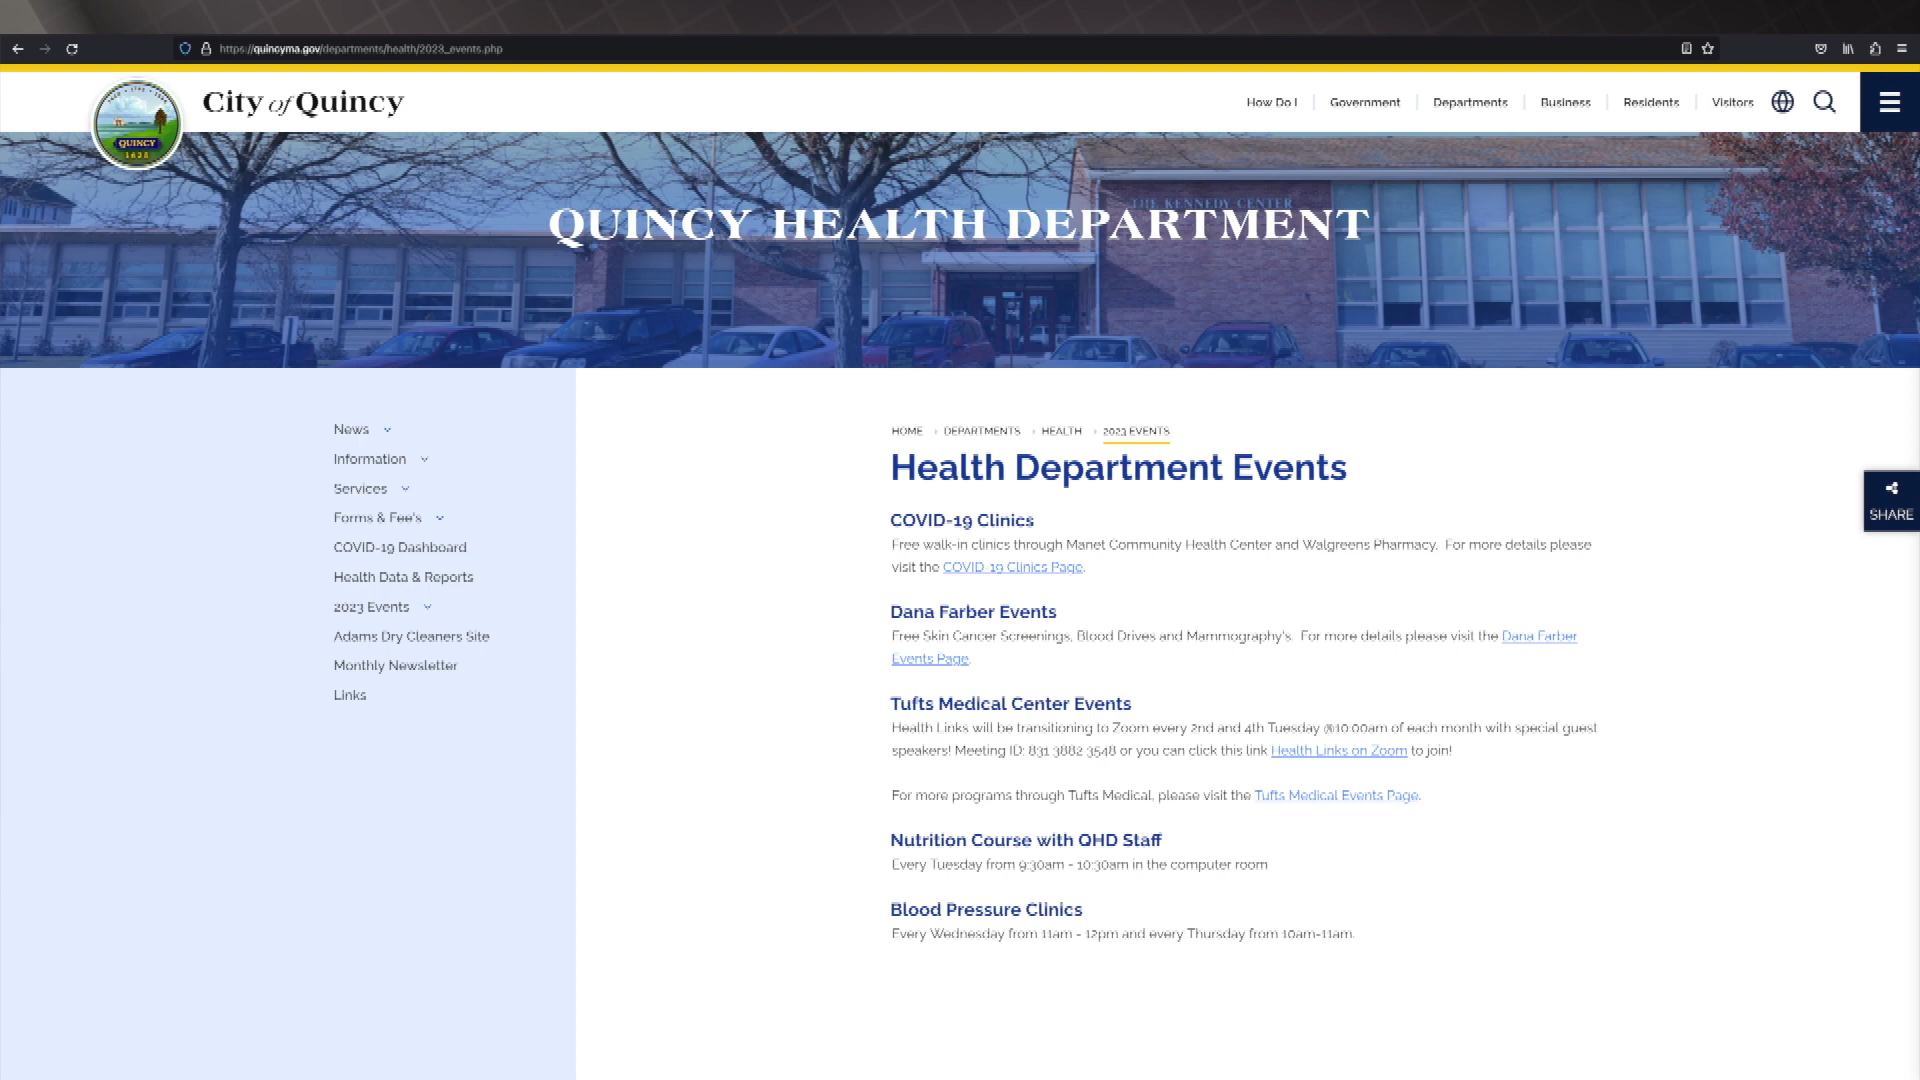 https://quincyma.gov/departments/health/2023_events.php
City of Quincy
How Do I
Government
Departments
Business
Residents
Visitors
QUINCY
1625
THE KENNEDY CENTER
QUINCY HEALTH DEPARTMENT
News
Information
Services
Forms & Fee's
COVID-19 Dashboard
Health Data & Reports
2023 Events
Adams Dry Cleaners Site
Monthly Newsletter
Links
HOME › DEPARTMENTS › HEALTH › 2023 EVENTS
Health Department Events
COVID-19 Clinics
Free walk-in clinics through Manet Community Health Center and Walgreens Pharmacy. For more details please
visit the COVID-19 Clinics Page.
Dana Farber Events
Free Skin Cancer Screenings, Blood Drives and Mammography's. For more details please visit the Dana Farber
Events Page.
Tufts Medical Center Events
Health Links will be transitioning to Zoom every 2nd and 4th Tuesday @10:00am of each month with special guest
speakers! Meeting ID: 831 3882 3548 or you can click this link Health Links on Zoom to join!
For more programs through Tufts Medical, please visit the Tufts Medical Events Page.
Nutrition Course with QHD Staff
Every Tuesday from 9:30am - 10:30am in the computer room
Blood Pressure Clinics
Every Wednesday from 11am - 12pm and every Thursday from 10am-11am.
SHARE